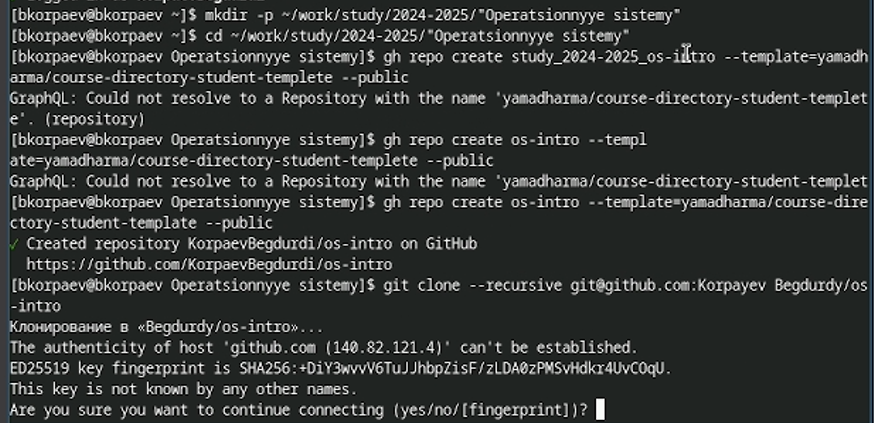 [bkorpaev@bkorpaev ~]$ mkdir -p ~/work/study/2024-2025/"Operatsionnyye sistemy"
[bkorpaev@bkorpaev ~]$ cd ~/work/study/2024-2025/"Operatsionnyye sistemy"
[bkorpaev@bkorpaev Operatsionnyye sistemy]$ gh repo create study_2024-2025_os-intro --template=yamadh
arma/course-directory-student-templete --public
GraphQL: Could not resolve to a Repository with the name 'yamadharma/course-directory-student-templet
e'. (repository)
[bkorpaev@bkorpaev Operatsionnyye sistemy]$ gh repo create os-intro --templ
ate=yamadharma/course-directory-student-templete --public
GraphQL: Could not resolve to a Repository with the name 'yamadharma/course-directory-student-templet
[bkorpaev@bkorpaev Operatsionnyye sistemy]$ gh repo create os-intro --template=yamadharma/course-dire
ctory-student-template --public
✓ Created repository KorpaevBegdurdi/os-intro on GitHub
https://github.com/KorpaevBegdurdi/os-intro
[bkorpaev@bkorpaev Operatsionnyye sistemy]$ git clone --recursive git@github.com:Korpayev Begdurdy/os
-intro
Клонирование в «Begdurdy/os-intro»...
The authenticity of host 'github.com (140.82.121.4)' can't be established.
ED25519 key fingerprint is SHA256:+DiY3wvvV6TuJJhbpZisF/zLDA0zPMSvHdkr4UvCOqU.
This key is not known by any other names.
Are you sure you want to continue connecting (yes/no/[fingerprint])?